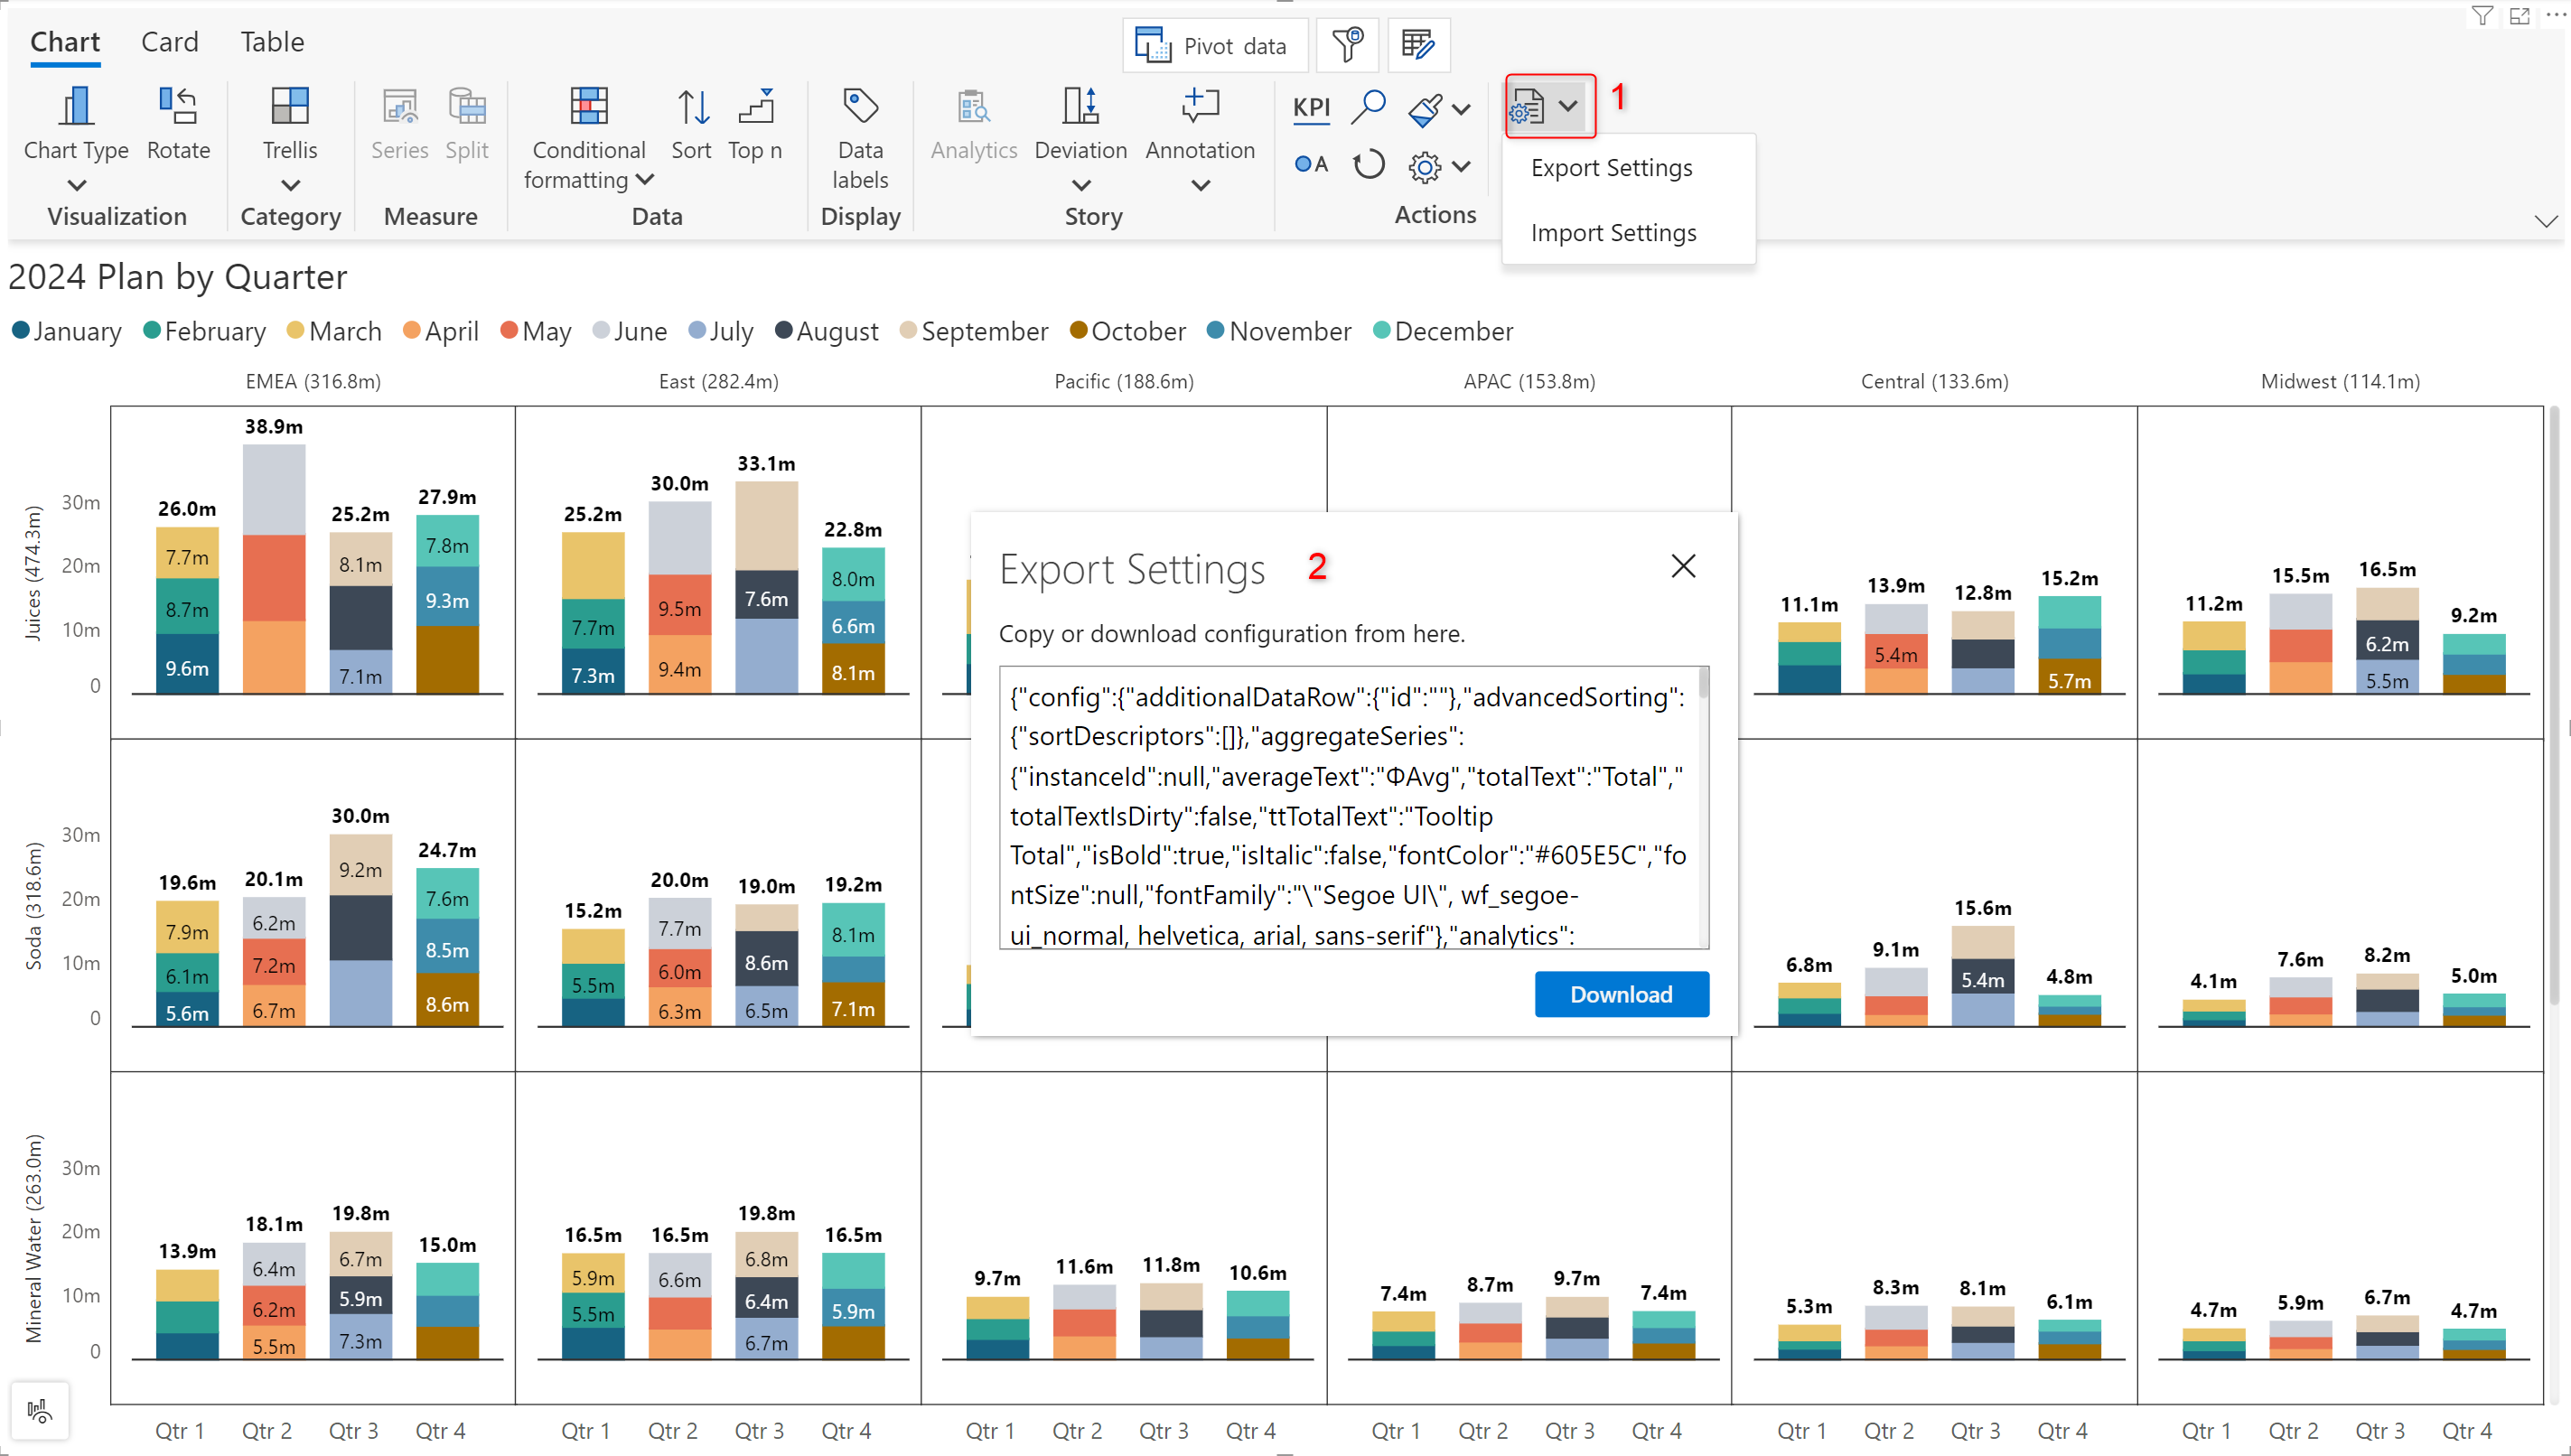 Chart Card Table
Pivot data
Chart Type Rotate Trellis Series Split Conditional formatting Sort Top n Data labels Analytics Deviation Annotation KPI A
Visualization Category Measure Data Display Story Actions
1
Export Settings
Import Settings
2024 Plan by Quarter
January February March April May June July August September October November December
EMEA (316.8m) East (282.4m) Pacific (188.6m) APAC (153.8m) Central (133.6m) Midwest (114.1m)
Juices (474.3m)
30m
20m
10m
0
26.0m 38.9m 25.2m 27.9m
7.7m 8.7m 9.6m
8.1m 7.1m
7.8m 9.3m
25.2m 30.0m 33.1m 22.8m
7.7m 7.3m
9.5m 9.4m
7.6m
8.0m 6.6m 8.1m
11.1m 13.9m 12.8m 15.2m
5.4m
5.7m
11.2m 15.5m 16.5m 9.2m
6.2m 5.5m
Export Settings 2
Copy or download configuration from here.
{"config":{"additionalDataRow":{"id":""},"advancedSorting":
{"sortDescriptors":[]},"aggregateSeries":
{"instanceId":null,"averageText":"ΦAvg","totalText":"Total","
totalTextIsDirty":false,"ttTotalText":"Tooltip
Total","isBold":true,"isItalic":false,"fontColor":"#605E5C","fo
ntSize":null,"fontFamily":"\"Segoe UI\", wf_segoe-
ui_normal, helvetica, arial, sans-serif"},"analytics":
Download
Soda (318.6m)
30m
20m
10m
0
19.6m 20.1m 30.0m 24.7m
7.9m 6.1m 5.6m
6.2m 7.2m 6.7m
9.2m
7.6m 8.5m 8.6m
15.2m 20.0m 19.0m 19.2m
5.5m
7.7m 6.0m 6.3m
8.6m 6.5m
8.1m 7.1m
6.8m 9.1m 15.6m 4.8m
5.4m
4.1m 7.6m 8.2m 5.0m
Mineral Water (263.0m)
30m
20m
10m
0
13.9m 18.1m 19.8m 15.0m
6.4m 6.2m 5.5m
6.7m 5.9m 7.3m
16.5m 16.5m 19.8m 16.5m
5.9m 5.5m
6.6m
6.8m 6.4m 6.7m
5.9m
9.7m 11.6m 11.8m 10.6m
7.4m 8.7m 9.7m 7.4m
5.3m 8.3m 8.1m 6.1m
4.7m 5.9m 6.7m 4.7m
Qtr 1 Qtr 2 Qtr 3 Qtr 4 Qtr 1 Qtr 2 Qtr 3 Qtr 4 Qtr 1 Qtr 2 Qtr 3 Qtr 4 Qtr 1 Qtr 2 Qtr 3 Qtr 4 Qtr 1 Qtr 2 Qtr 3 Qtr 4 Qtr 1 Qtr 2 Qtr 3 Qtr 4